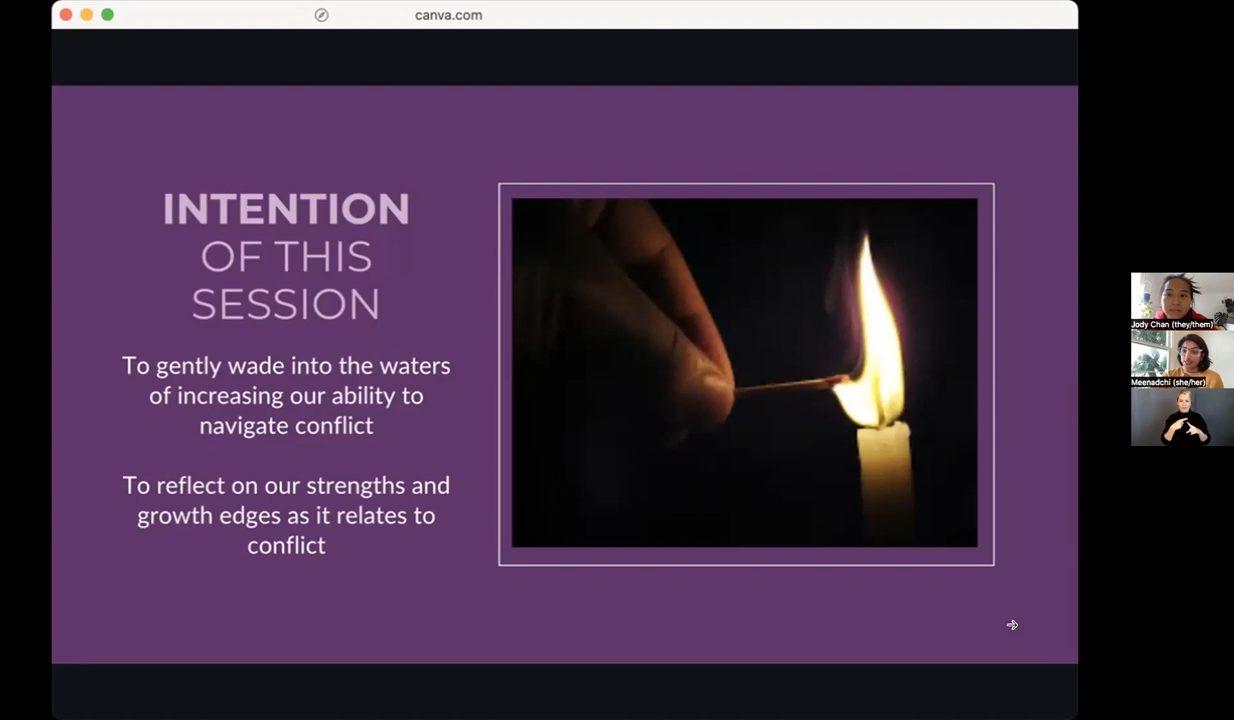 canva.com
INTENTION
OF THIS
SESSION
To gently wade into the waters
of increasing our ability to
navigate conflict
To reflect on our strengths and
growth edges as it relates to
conflict
Jody Chan (they/them)
Meenadchi (she/her)